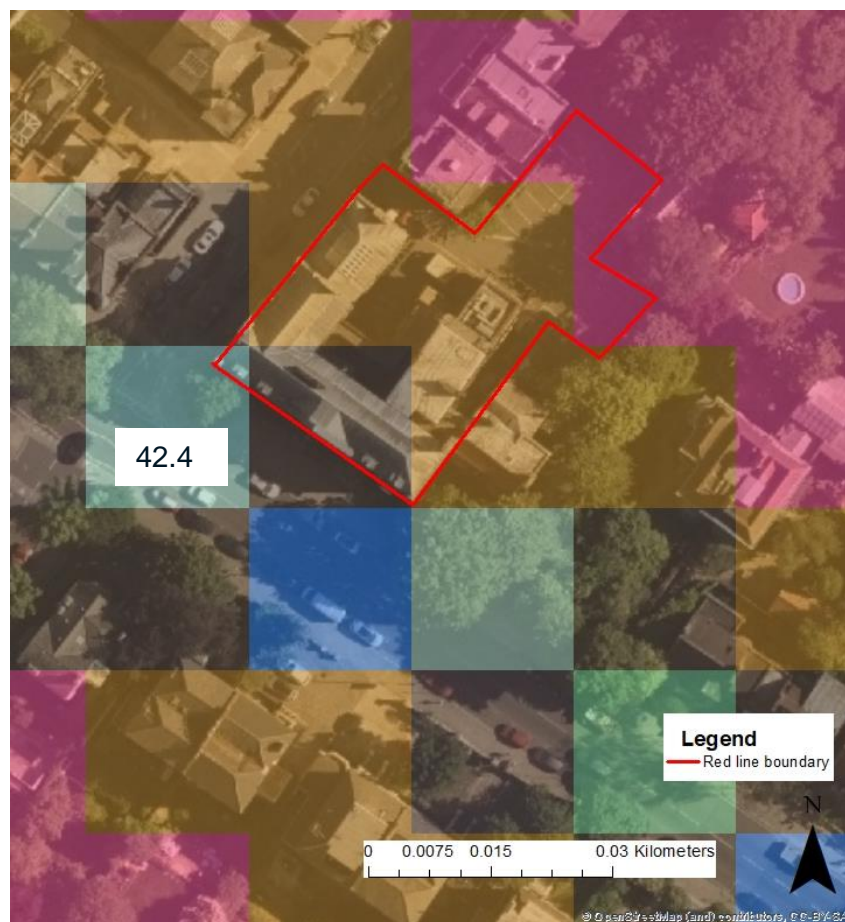 42.4
Legend
Red line boundary
N
0 0.0075 0.015 0.03 Kilometers
© OpenStreetMap (and) contributors, CC-BY-SA